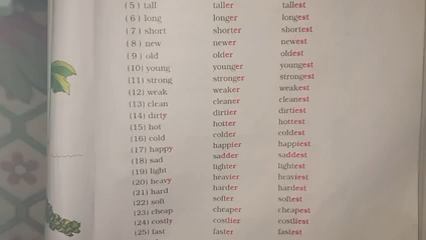 (5) tall taller tallest
(6) long longer longest
(7) short shorter shortest
(8) new newer newest
(9) old older oldest
(10) young younger youngest
(11) strong stronger strongest
(12) weak weaker weakest
(13) clean cleaner cleanest
(14) dirty dirtier dirtiest
(15) hot hotter hottest
(16) cold colder coldest
(17) happy happier happiest
(18) sad sadder saddest
(19) light lighter lightest
(20) heavy heavier heaviest
(21) hard harder hardest
(22) soft softer softest
(23) cheap cheaper cheapest
(24) costly costlier costliest
(25) fast faster fastest